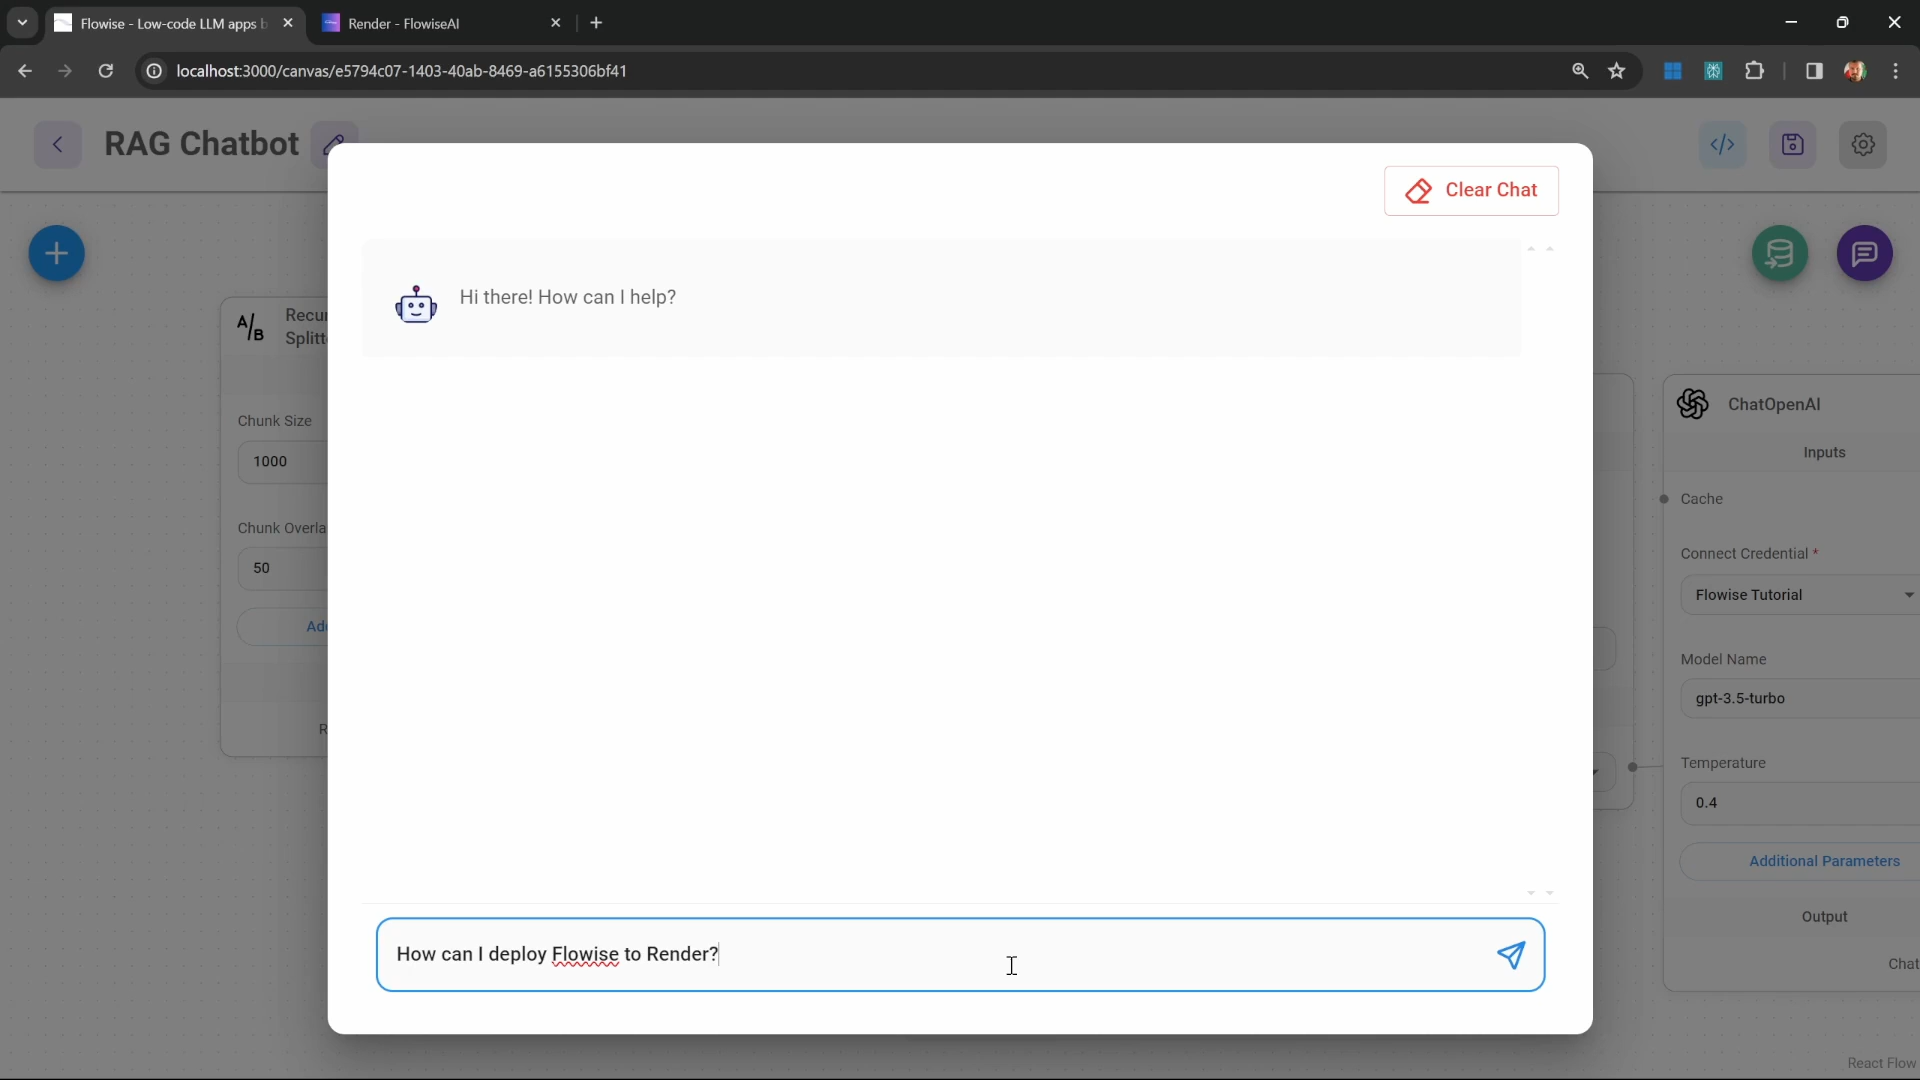 Flowise - Low-code LLM apps b
Render - FlowiseAI
localhost:3000/canvas/e5794c07-1403-40ab-8469-a6155306bf41
RAG Chatbot
</>
Clear Chat
Hi there! How can I help?
A/B
Recur
Splitt
Chunk Size
1000
Chunk Overla
50
Add
R
ChatOpenAI
Inputs
Cache
Connect Credential *
Flowise Tutorial
Model Name
gpt-3.5-turbo
Temperature
0.4
Additional Parameters
Output
Chat
How can I deploy Flowise to Render?
React Flow